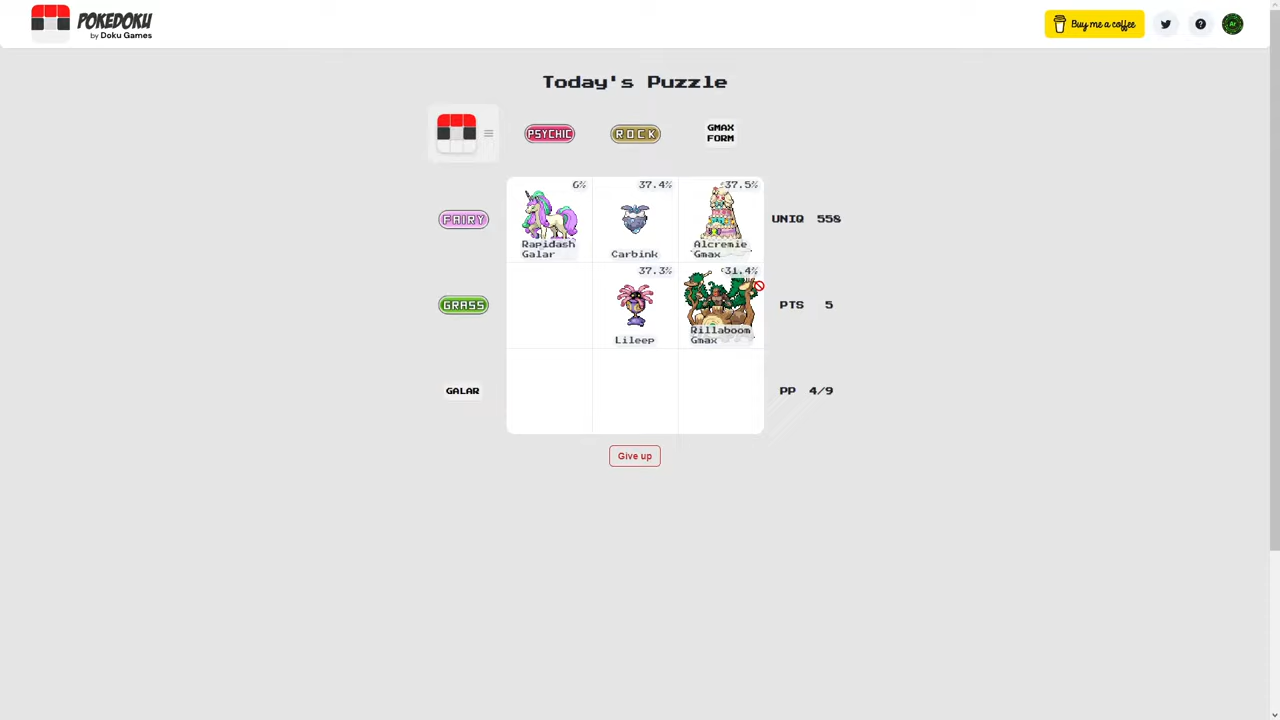 POKEDOKU
by Doku Games
Buy me a coffee
Today's Puzzle
PSYCHIC
ROCK
GMAX
FORM
FAIRY
0%
Rapidash
Galar
37.4%
Carbink
37.5%
Alcremie
Gmax
UNIQ 558
GRASS
37.3%
Lileep
31.4%
Rillaboom
Gmax
PTS 5
GALAR
PP 4/9
Give up